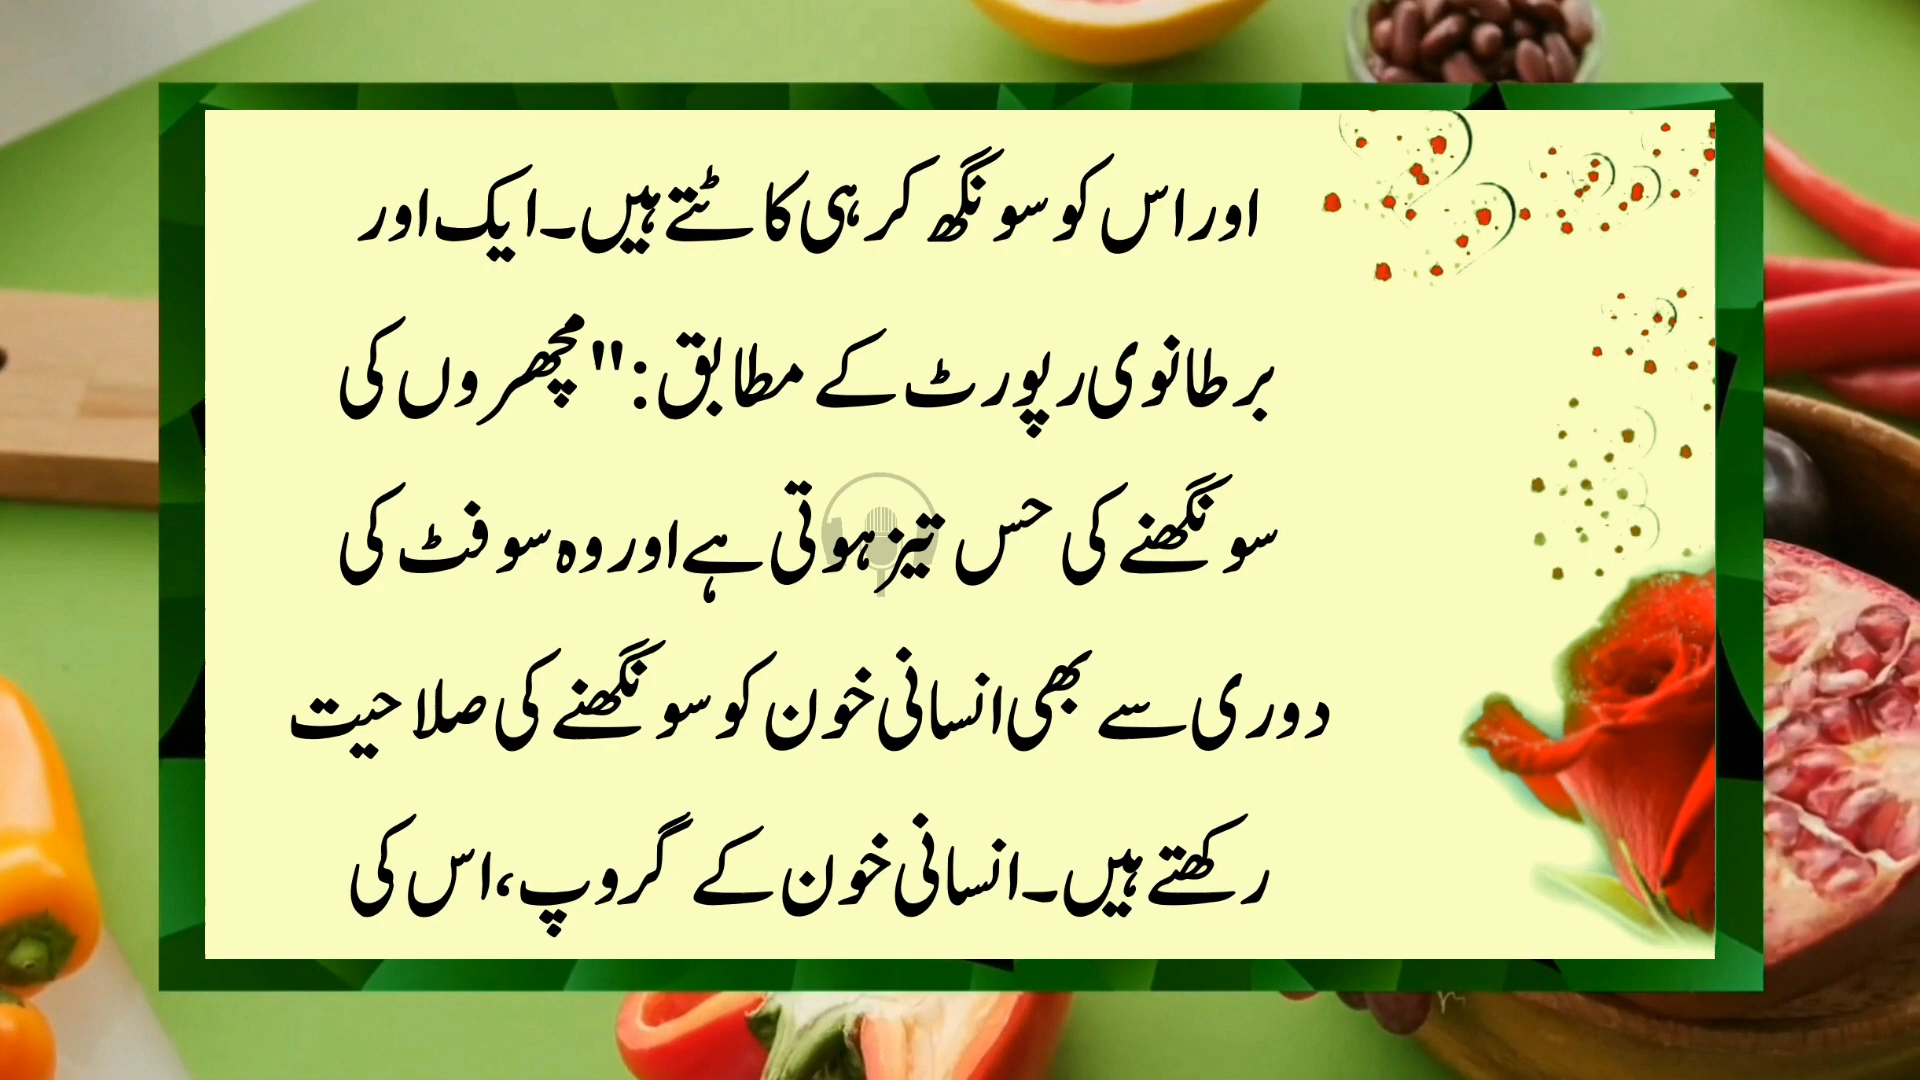 اور اس کو سونگھ کر ہی کاٹتے ہیں۔ ایک اور
برطانوی رپورٹ کے مطابق: "مچھروں کی
سونگھنے کی حس تیز ہوتی ہے اور وہ سو فٹ کی
دوری سے بھی انسانی خون کو سونگھنے کی صلاحیت
رکھتے ہیں۔ انسانی خون کے گروپ، اس کی